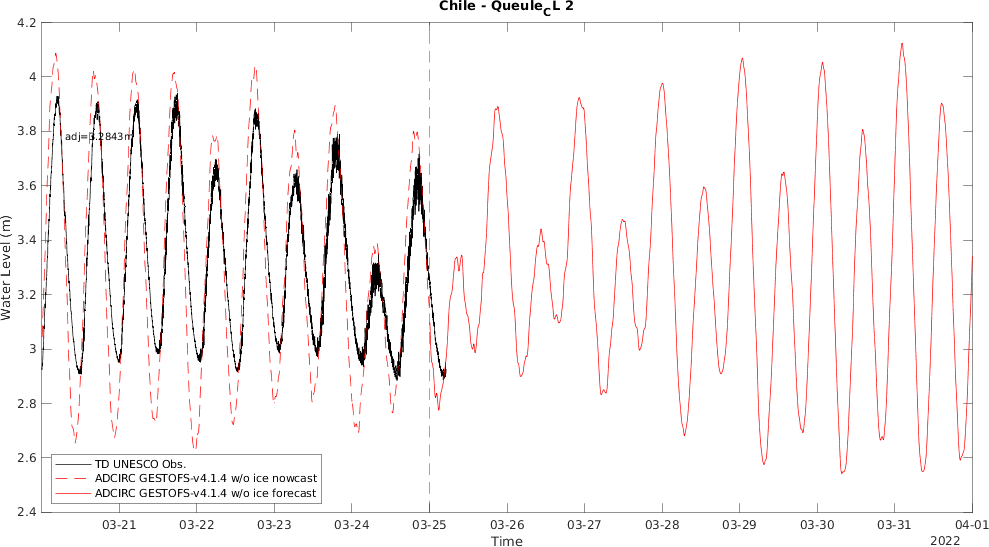 Chile - Queule_CL 2
4.2
4
3.8
3.6
3.4
3.2
3
2.8
2.6
2.4
Water Level (m)
adj=3.2843m
TD UNESCO Obs.
ADCIRC GESTOFS-v4.1.4 w/o ice nowcast
ADCIRC GESTOFS-v4.1.4 w/o ice forecast
03-21 03-22 03-23 03-24 03-25 03-26 03-27 03-28 03-29 03-30 03-31 04-01
Time
2022